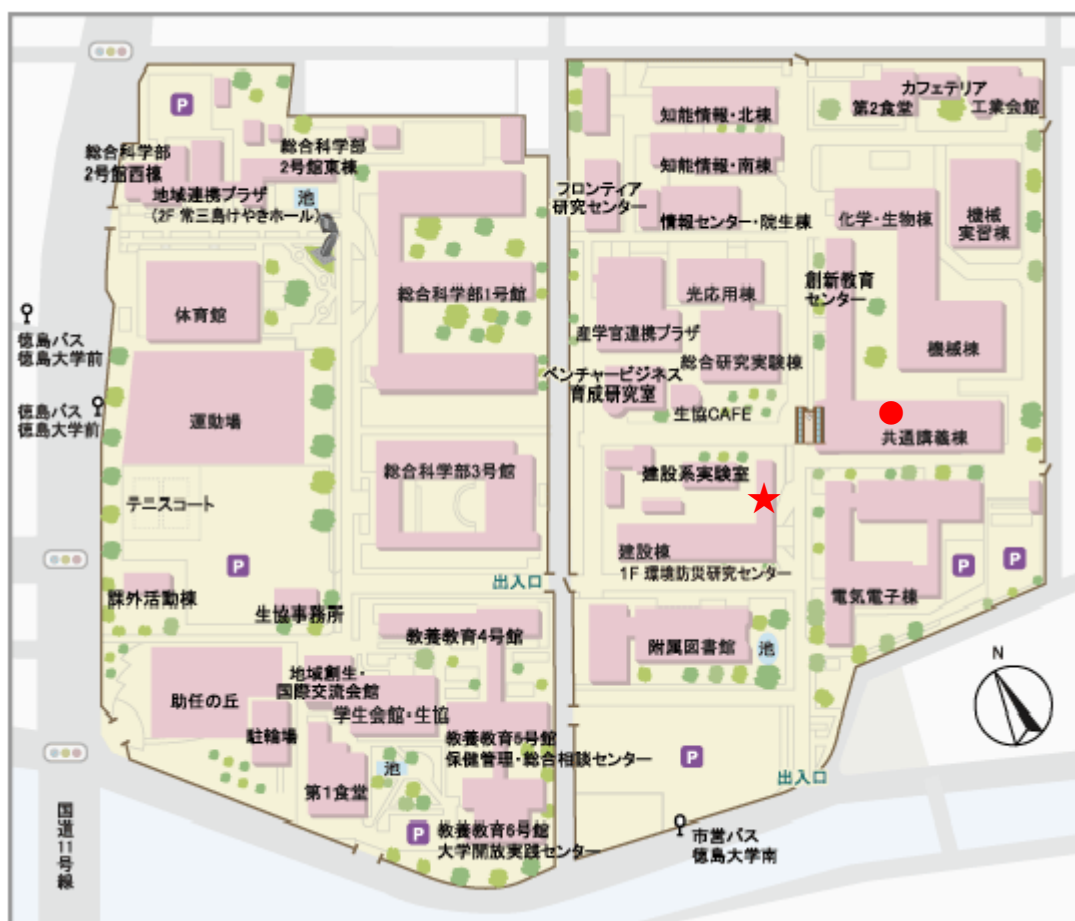 P
知能情報・北棟
カフェテリア
第2食堂
工業会館
総合科学部
2号館西棟
総合科学部
2号館東棟
知能情報・南棟
地域連携プラザ
(2F 常三島けやきホール)
池
フロンティア
研究センター
情報センター・院生棟
化学・生物棟
機械
実習棟
体育館
総合科学部1号館
光応用棟
創新教育
センター
徳島バス
徳島大学前
産学官連携プラザ
総合研究実験棟
機械棟
ベンチャービジネス
育成研究室
徳島バス
徳島大学前
運動場
生協CAFE
共通講義棟
総合科学部3号館
建設系実験室
テニスコート
建設棟
1F 環境防災研究センター
P
P
P
出入口
課外活動棟
生協事務所
電気電子棟
教養教育4号館
附属図書館
池
N
地域創生・
国際交流会館
助任の丘
学生会館・生協
駐輪場
教養教育5号館
保健管理・総合相談センター
P
池
第1食堂
出入口
国道11号線
P
教養教育6号館
大学開放実践センター
市営バス
徳島大学南